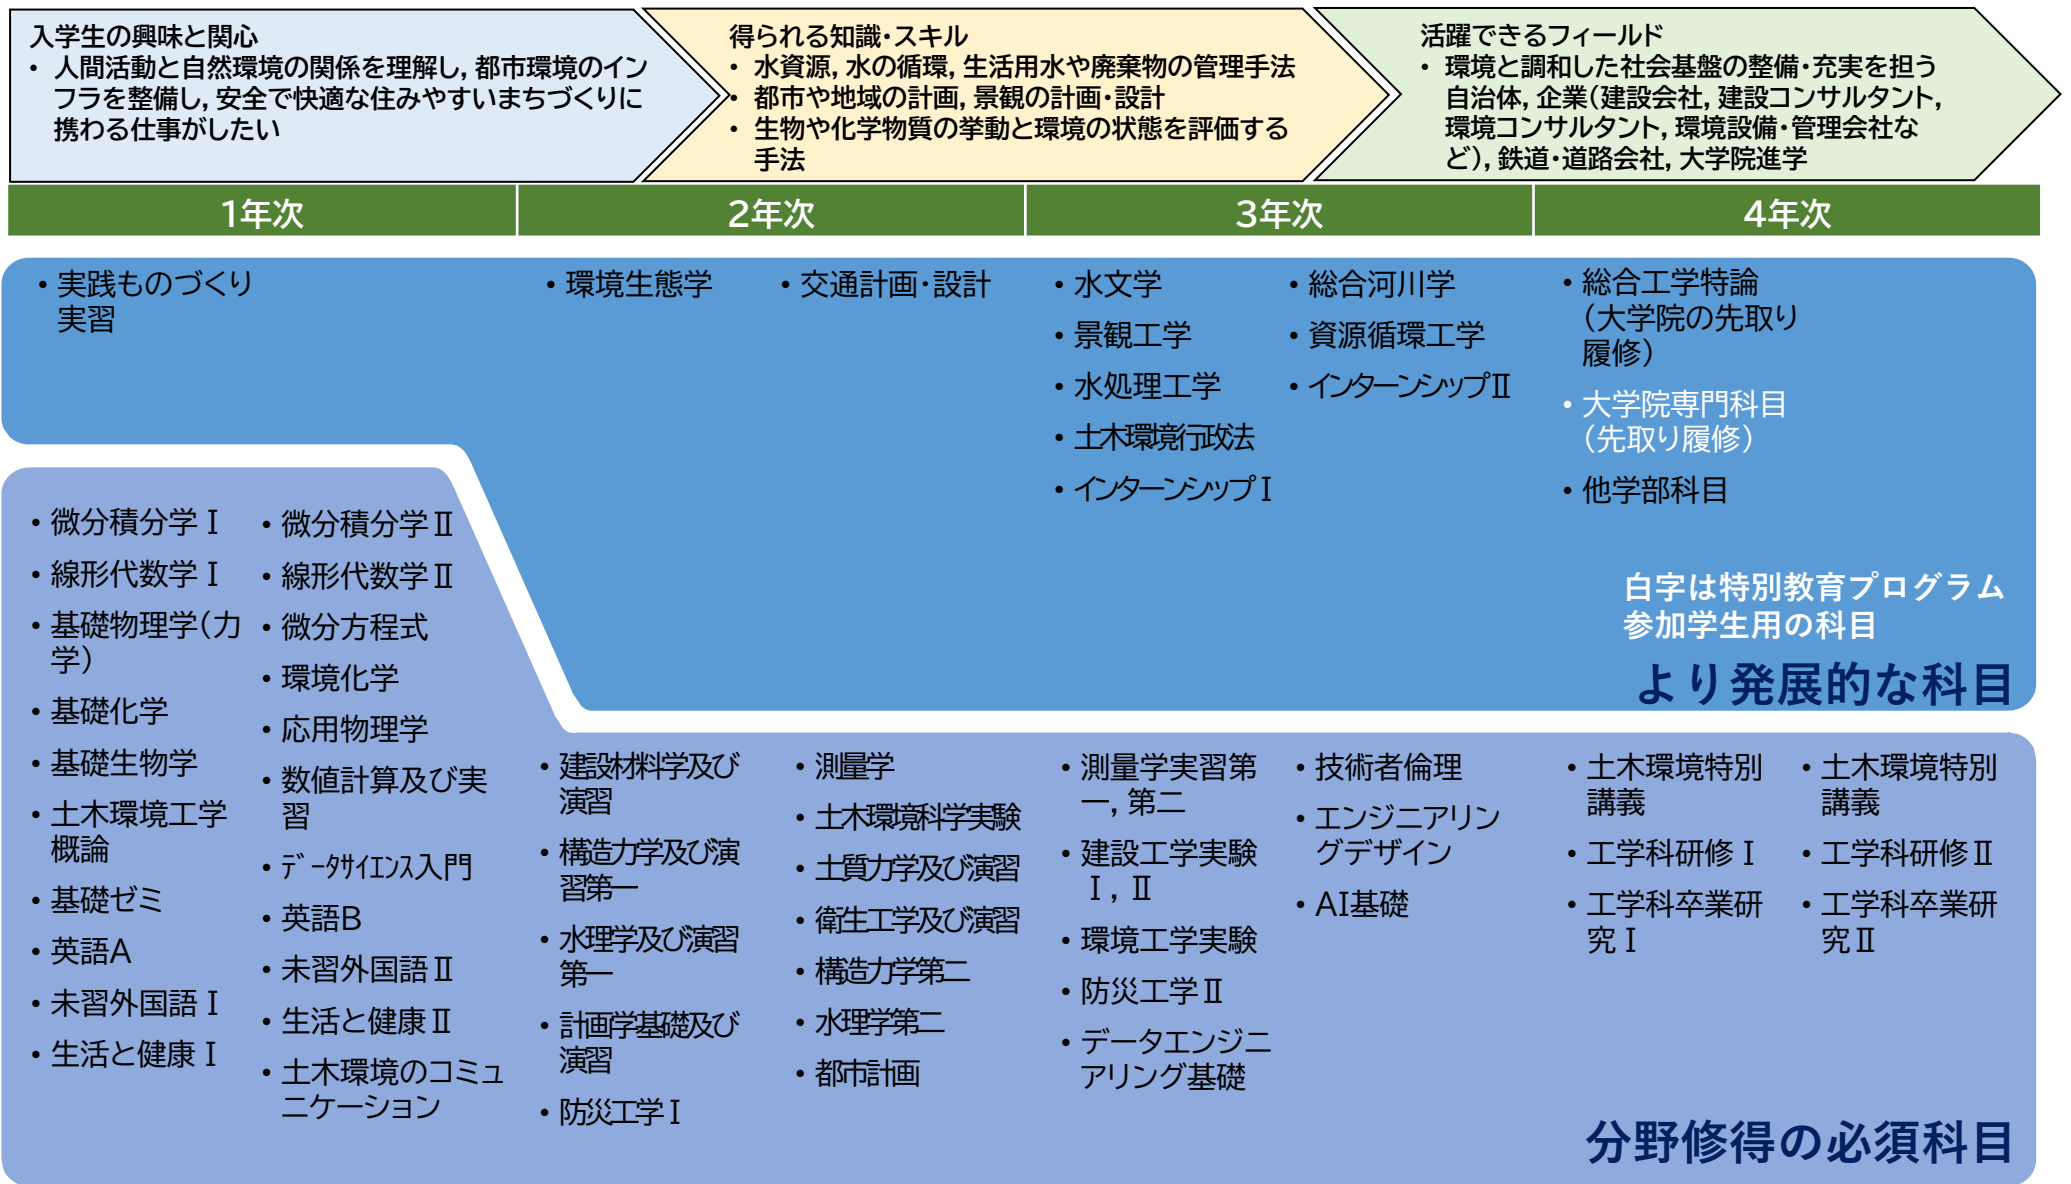 入学生の興味と関心
• 人間活動と自然環境の関係を理解し，都市環境のイン
フラを整備し，安全で快適な住みやすいまちづくりに
携わる仕事がしたい
得られる知識・スキル
• 水資源，水の循環，生活用水や廃棄物の管理手法
• 都市や地域の計画，景観の計画・設計
• 生物や化学物質の挙動と環境の状態を評価する
手法
活躍できるフィールド
• 環境と調和した社会基盤の整備・充実を担う
自治体，企業（建設会社，建設コンサルタント，
環境コンサルタント，環境設備・管理会社な
ど），鉄道・道路会社，大学院進学
1年次
2年次
3年次
4年次
• 実践ものづくり
実習
• 環境生態学
• 交通計画・設計
• 水文学
• 景観工学
• 水処理工学
• 土木環境行政法
• インターンシップⅠ
• 総合河川学
• 資源循環工学
• インターンシップⅡ
• 総合工学特論
（大学院の先取り
履修）
• 大学院専門科目
（先取り履修）
• 他学部科目
白字は特別教育プログラム
参加学生用の科目
より発展的な科目
• 微分積分学Ⅰ
• 線形代数学Ⅰ
• 基礎物理学（力
学）
• 基礎化学
• 基礎生物学
• 土木環境工学
概論
• 基礎ゼミ
• 英語A
• 未習外国語Ⅰ
• 生活と健康Ⅰ
• 微分積分学Ⅱ
• 線形代数学Ⅱ
• 微分方程式
• 環境化学
• 応用物理学
• 数値計算及び実
習
• ﾃﾞｰﾀｻｲｴﾝｽ入門
• 英語B
• 未習外国語Ⅱ
• 生活と健康Ⅱ
• 土木環境のコミュ
ニケーション
• 建設材料学及び
演習
• 構造力学及び演
習第一
• 水理学及び演習
第一
• 計画学基礎及び
演習
• 防災工学Ⅰ
• 測量学
• 土木環境科学実験
• 土質力学及び演習
• 衛生工学及び演習
• 構造力学第二
• 水理学第二
• 都市計画
• 測量学実習第
一，第二
• 建設工学実験
Ⅰ，Ⅱ
• 環境工学実験
• 防災工学Ⅱ
• データエンジニ
アリング基礎
• 技術者倫理
• エンジニアリン
グデザイン
• AI基礎
• 土木環境特別
講義
• 工学科研修Ⅰ
• 工学科卒業研
究Ⅰ
• 土木環境特別
講義
• 工学科研修Ⅱ
• 工学科卒業研
究Ⅱ
分野修得の必須科目